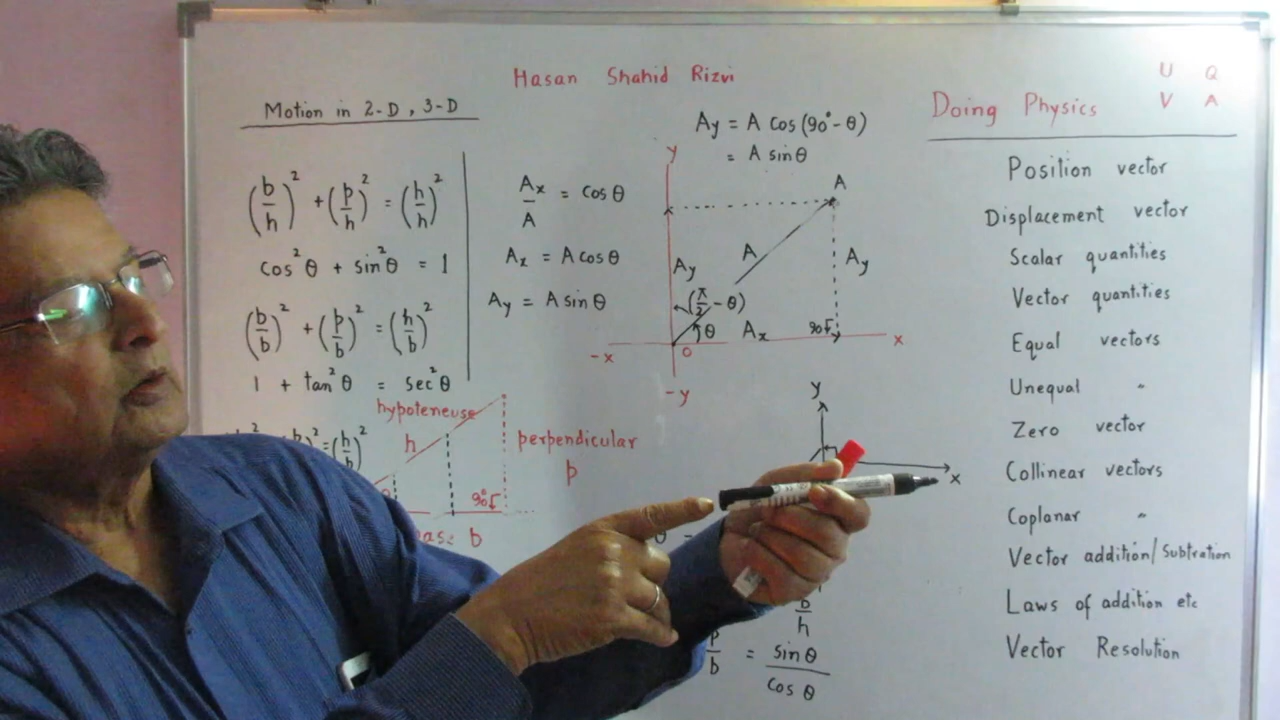 Hasan Shahid Rizvi
U Q
V A
Doing Physics
Motion in 2-D, 3-D
(b/h)² + (p/h)² = (h/h)²
cos²θ + sin²θ = 1
(b/b)² + (p/b)² = (h/b)²
1 + tan²θ = sec²θ
)² = (h/b)²
hypoteneuse
h
perpendicular
p
90°
b
Ax/A = cos θ
Ax = A cos θ
Ay = A sin θ
Ay = A cos (90° - θ)
= A sin θ
y
A
A
Ay
Ay
(π/2 - θ)
θ
Ax
90
-x
O
x
-y
y
x
b/h
p/b = sin θ/cos θ
Position vector
Displacement vector
Scalar quantities
Vector quantities
Equal vectors
Unequal "
Zero vector
Collinear vectors
Coplanar "
Vector addition/Subtration
Laws of addition etc
Vector Resolution